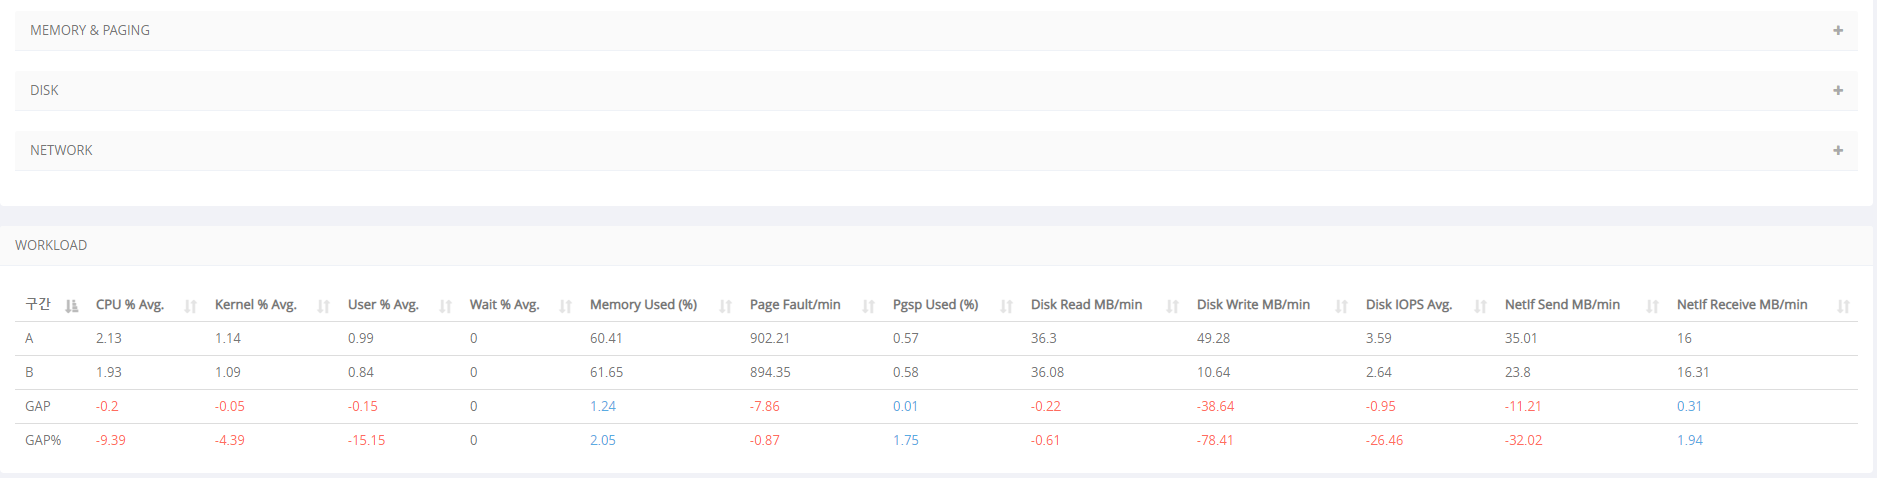 MEMORY & PAGING
DISK
NETWORK
WORKLOAD
구간 CPU % Avg. Kernel % Avg. User % Avg. Wait % Avg. Memory Used (%) Page Fault/min Pgsp Used (%) Disk Read MB/min Disk Write MB/min Disk IOPS Avg. NetIf Send MB/min NetIf Receive MB/min
A 2.13 1.14 0.99 0 60.41 902.21 0.57 36.3 49.28 3.59 35.01 16
B 1.93 1.09 0.84 0 61.65 894.35 0.58 36.08 10.64 2.64 23.8 16.31
GAP -0.2 -0.05 -0.15 0 1.24 -7.86 0.01 -0.22 -38.64 -0.95 -11.21 0.31
GAP% -9.39 -4.39 -15.15 0 2.05 -0.87 1.75 -0.61 -78.41 -26.46 -32.02 1.94